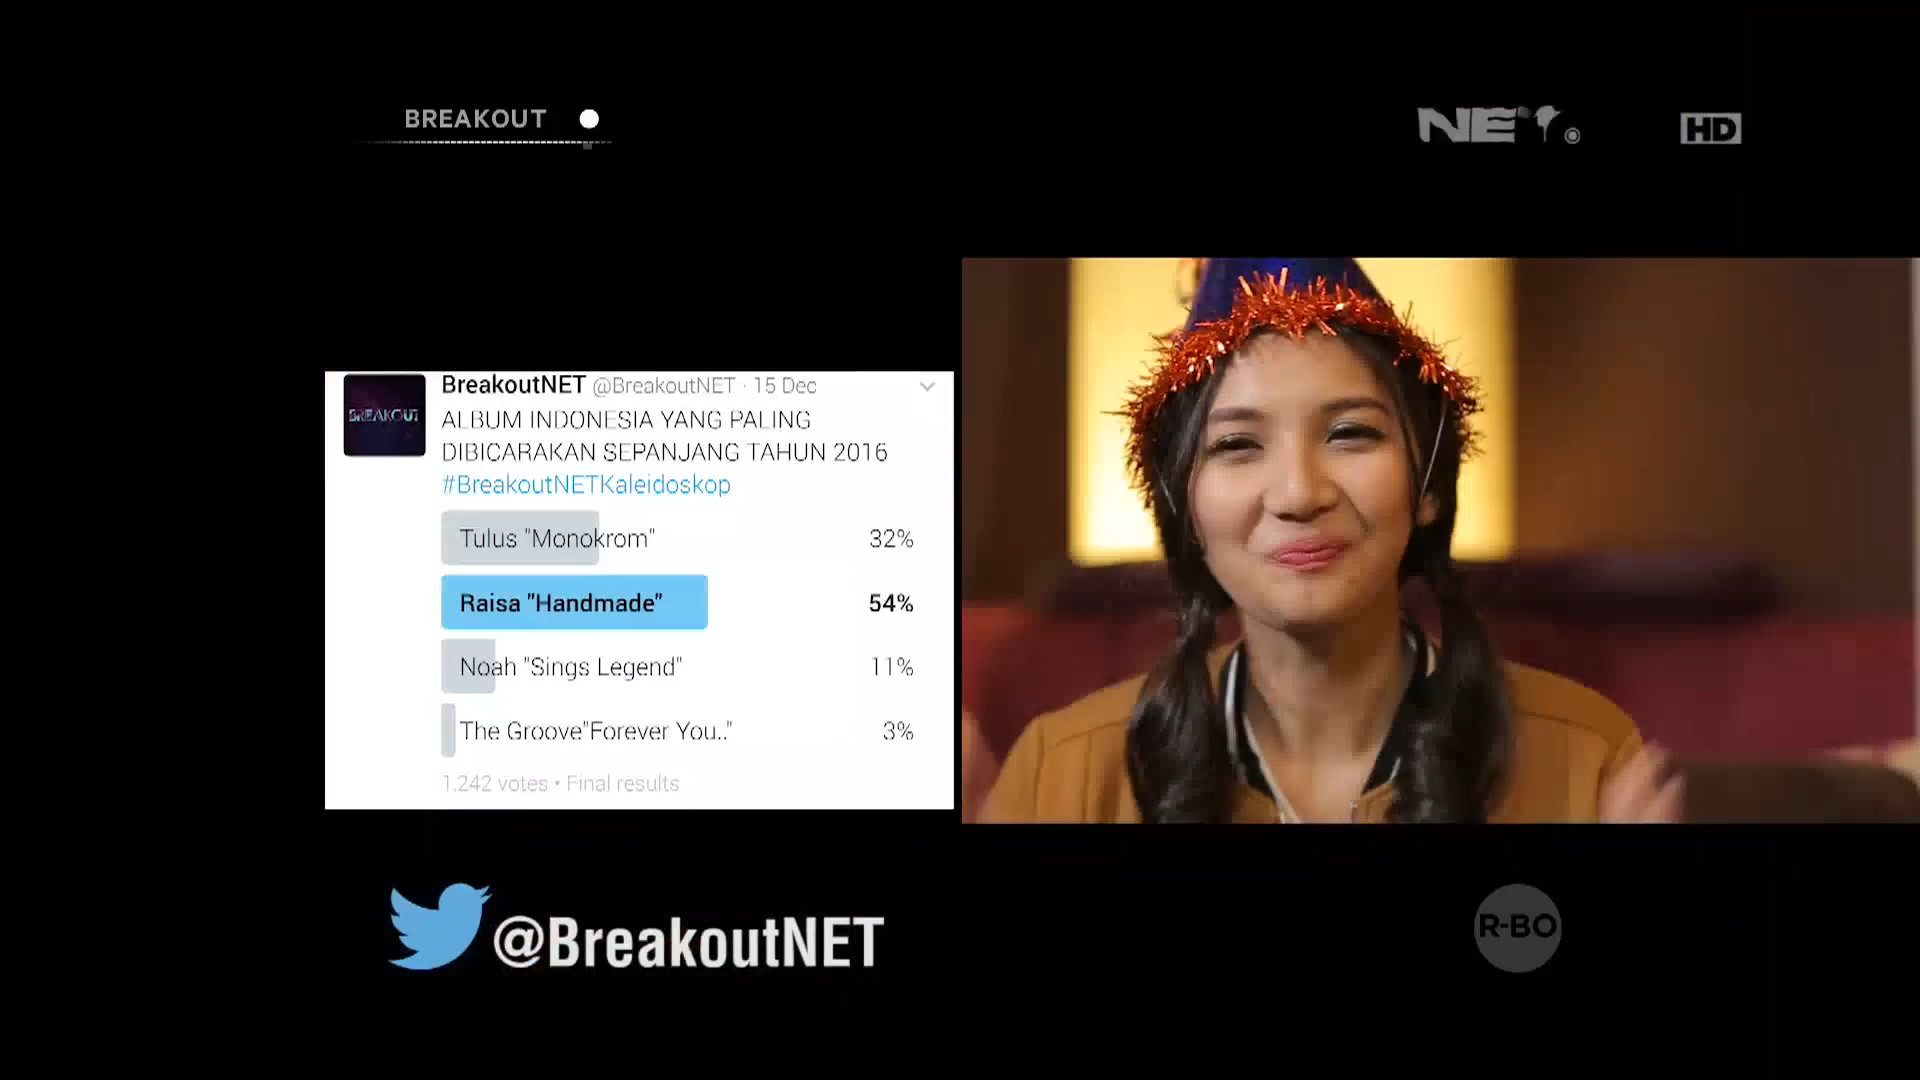 BREAKOUT
NET.
HD
BREAKOUT
BreakoutNET @BreakoutNET · 15 Dec
ALBUM INDONESIA YANG PALING
DIBICARAKAN SEPANJANG TAHUN 2016
#BreakoutNETKaleidoskop
Tulus "Monokrom" 32%
Raisa "Handmade" 54%
Noah "Sings Legend" 11%
The Groove"Forever You.." 3%
1.242 votes • Final results
@BreakoutNET
R-BO